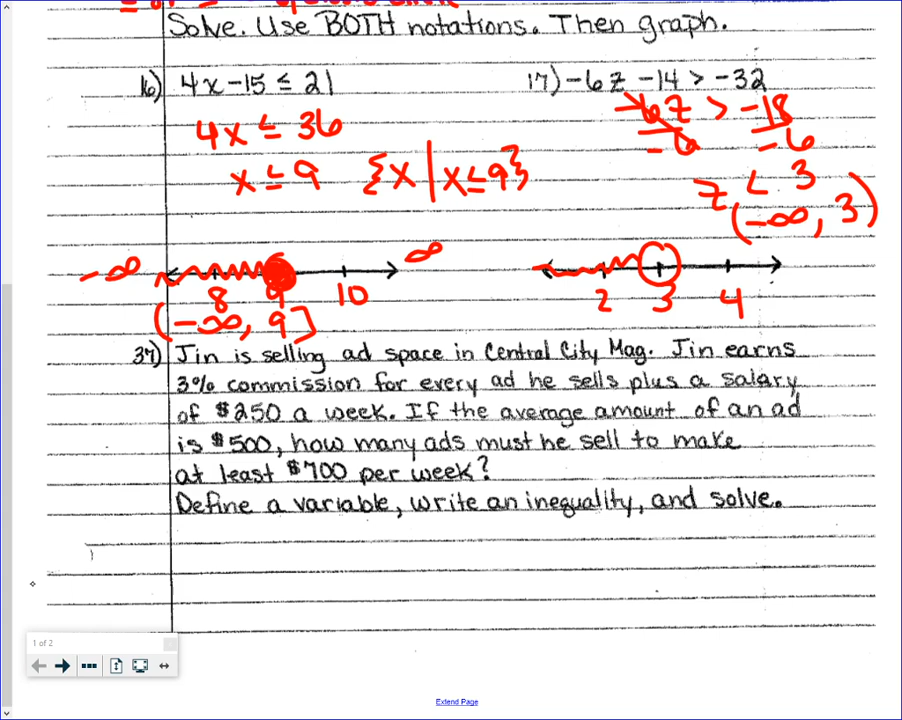 Solve. Use BOTH notations. Then graph.
16) 4x - 15 ≤ 21
4x ≤ 36
x ≤ 9 {x | x ≤ 9}
-∞ ∞
8 9 10
(-∞, 9]
17) -6z - 14 > -32
-6z > -18
-6 -6
z < 3
(-∞, 3)
2 3 4
37) Jin is selling ad space in Central City Mag. Jin earns
3% commission for every ad he sells plus a salary
of $250 a week. If the average amount of an ad
is $500, how many ads must he sell to make
at least $700 per week?
Define a variable, write an inequality, and solve.
1 of 2
Extend Page